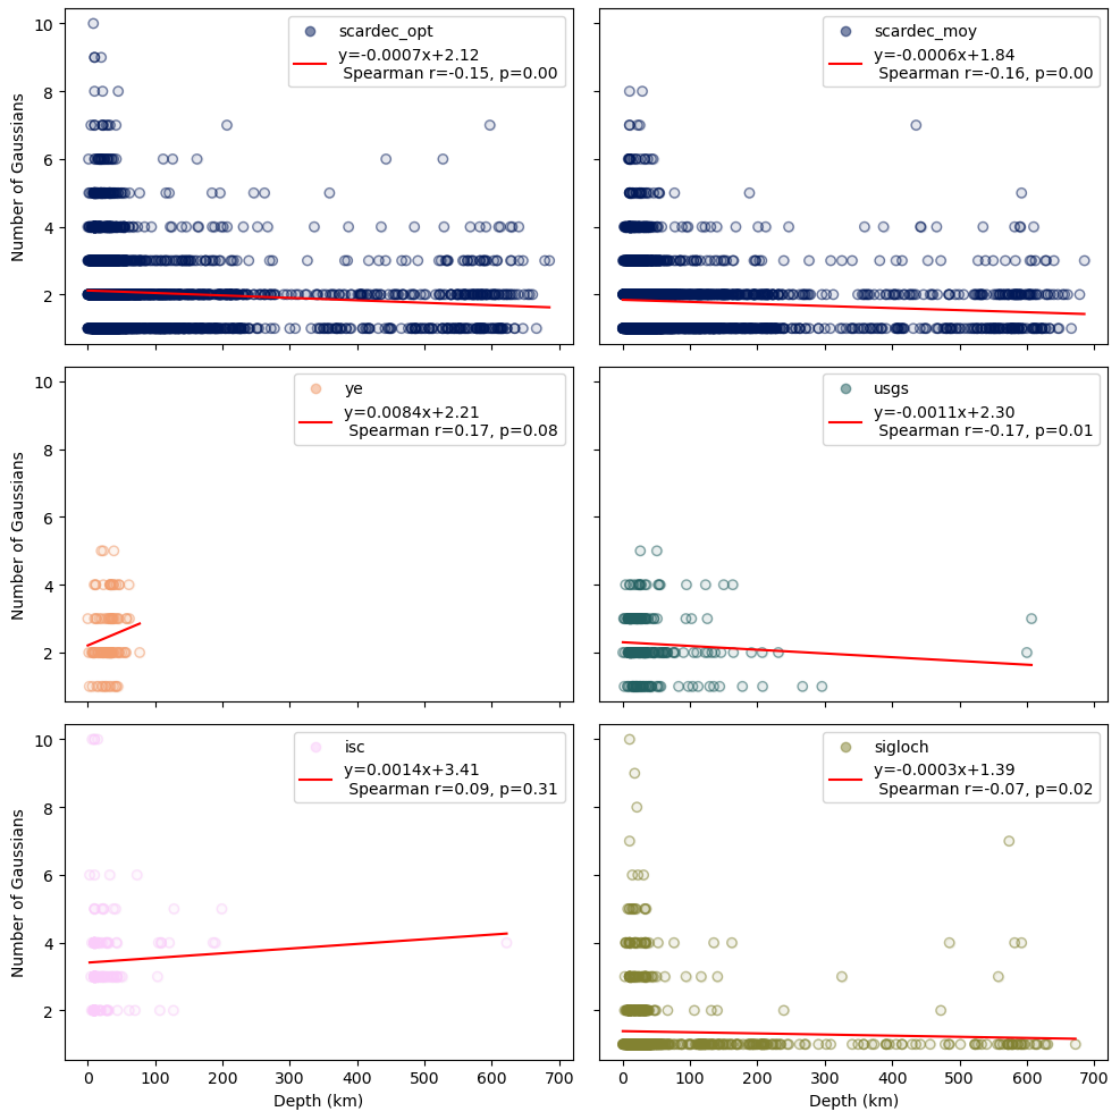 scardec_opt
y=-0.0007x+2.12
Spearman r=-0.15, p=0.00
10
8
6
4
2
Number of Gaussians
scardec_moy
y=-0.0006x+1.84
Spearman r=-0.16, p=0.00
ye
y=0.0084x+2.21
Spearman r=0.17, p=0.08
10
8
6
4
2
Number of Gaussians
usgs
y=-0.0011x+2.30
Spearman r=-0.17, p=0.01
isc
y=0.0014x+3.41
Spearman r=0.09, p=0.31
10
8
6
4
2
Number of Gaussians
0 100 200 300 400 500 600 700
Depth (km)
sigloch
y=-0.0003x+1.39
Spearman r=-0.07, p=0.02
0 100 200 300 400 500 600 700
Depth (km)